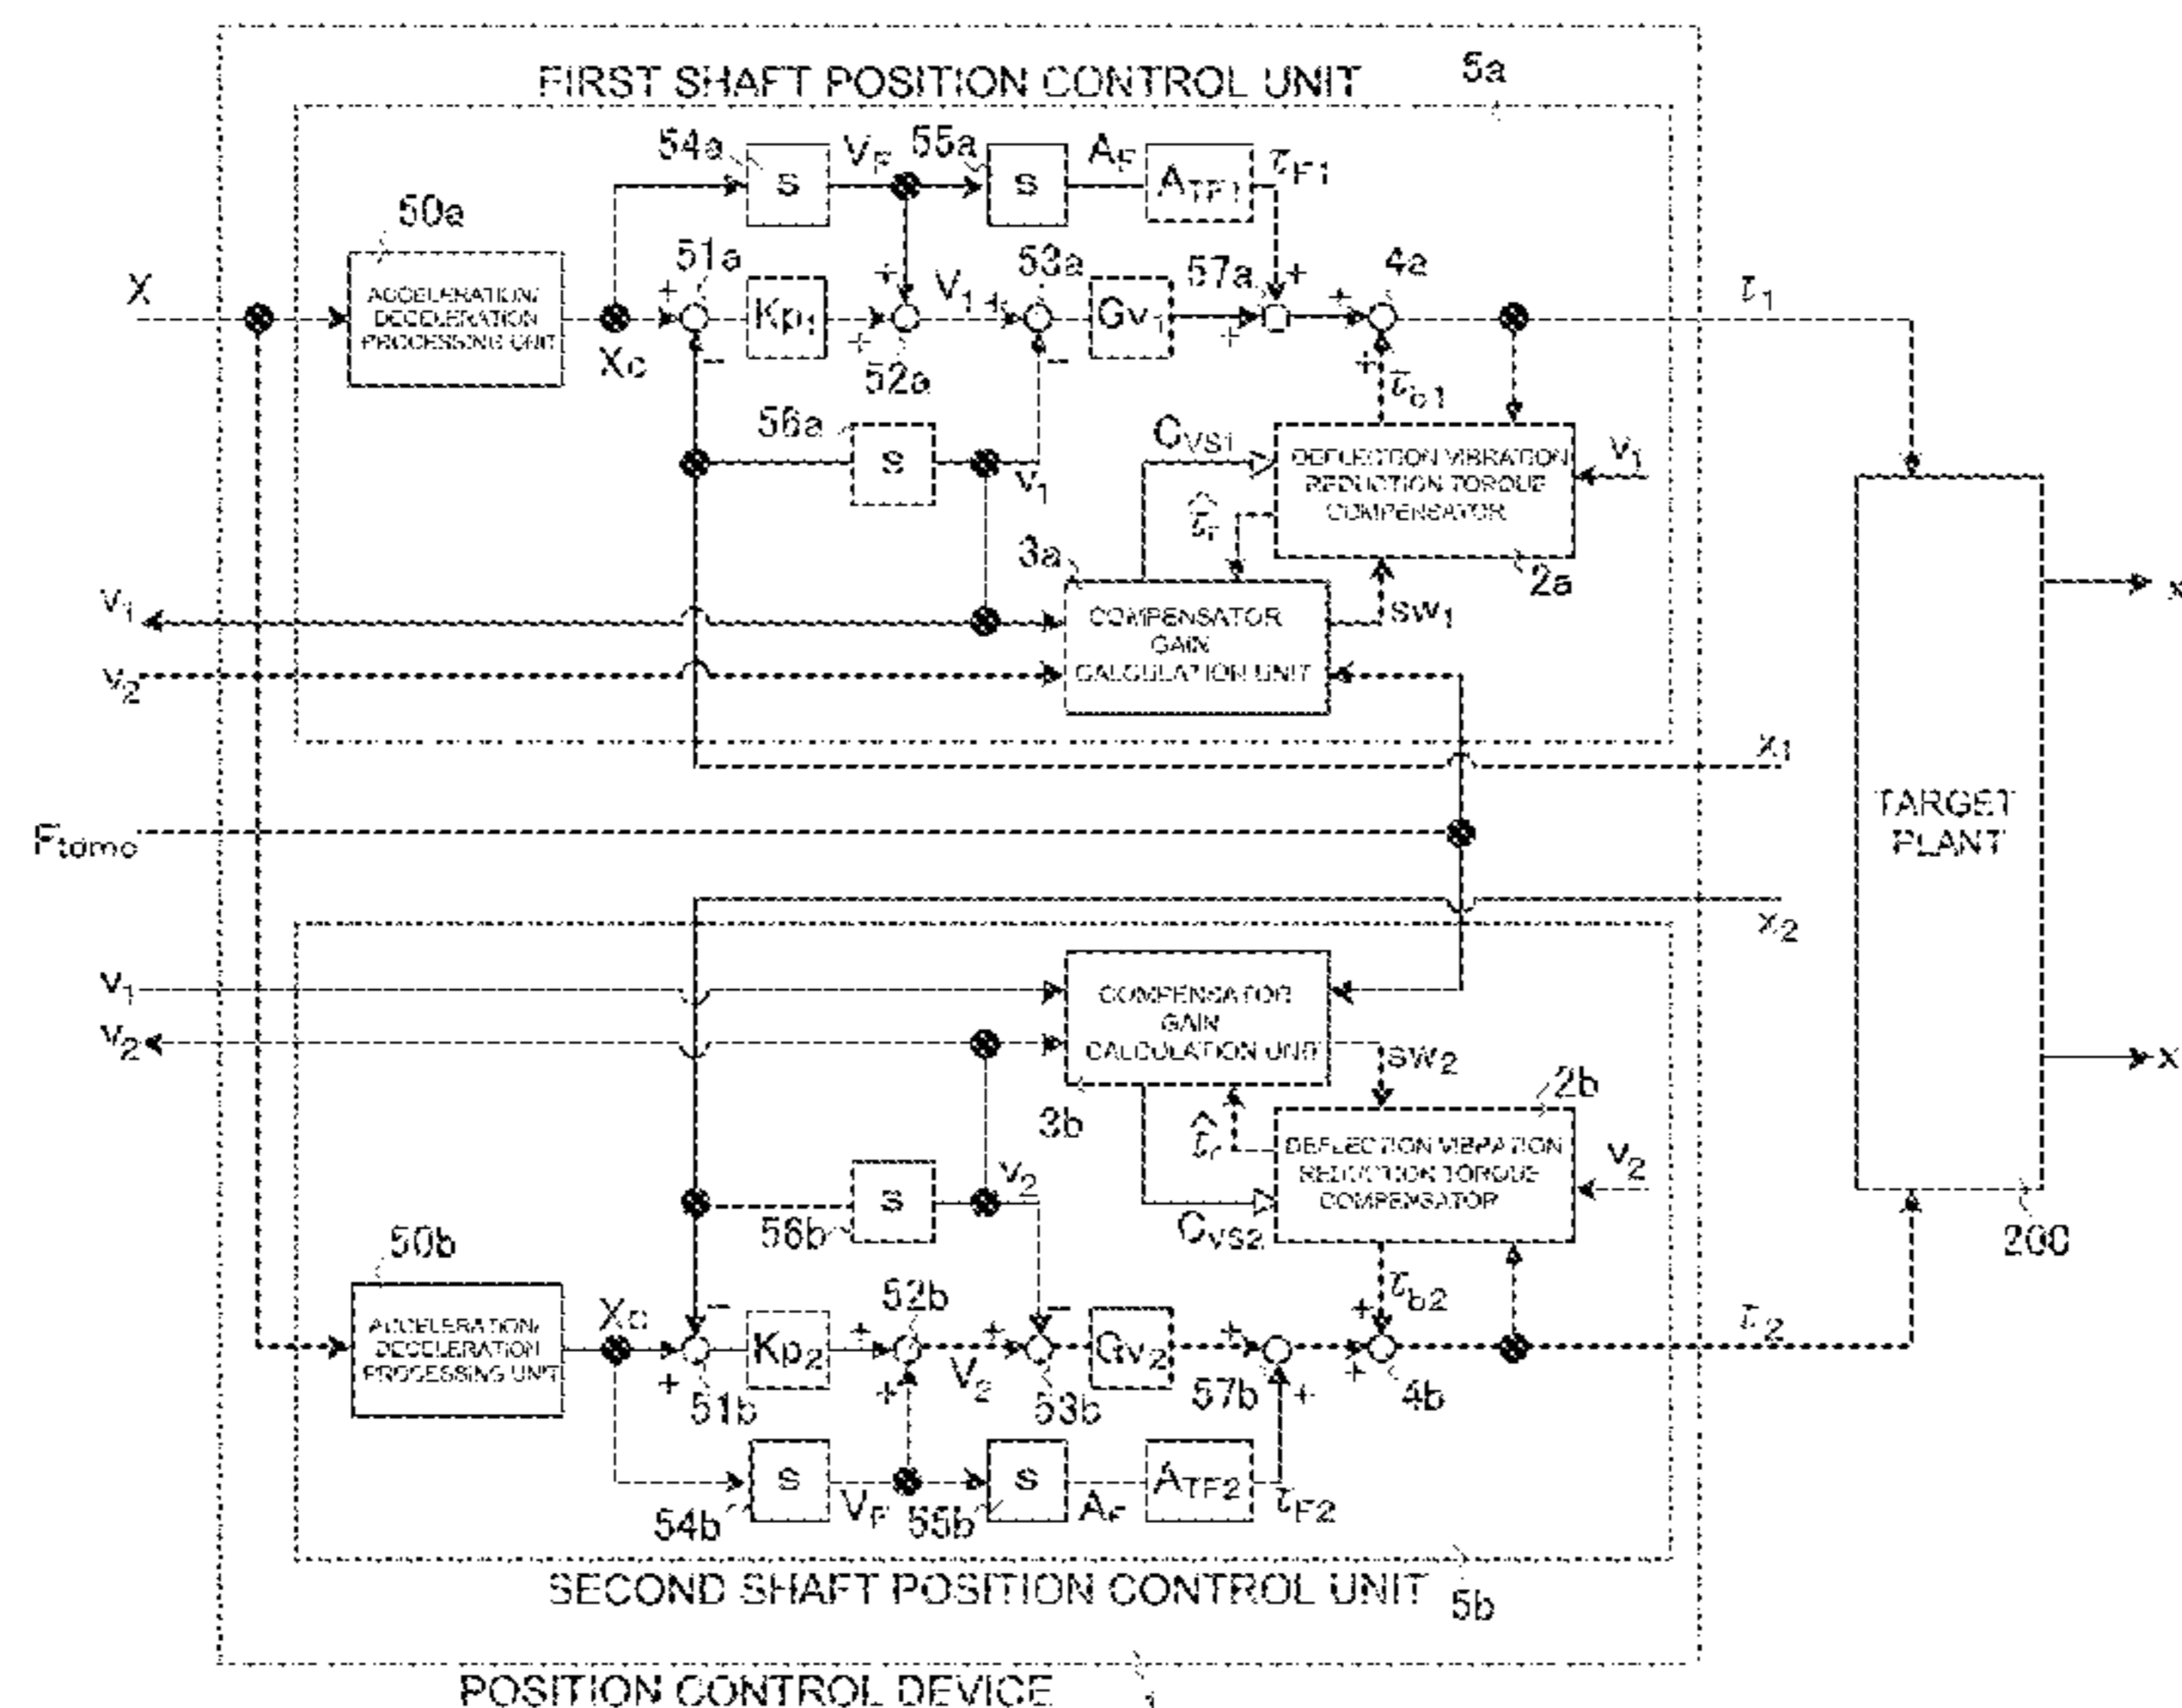 FIRST SHAFT POSITION CONTROL UNIT
5a
54a
S
V_F
55a
S
A_F
A_TF1
τ_F1
50a
X
ACCELERATION/
DECELERATION
PROCESSING UNIT
Xc
+
51a
−
Kp1
+
+
52a
V1
+
53a
−
Gv1
57a
+
+
4a
+
+
τ_b1
τ1
56a
S
v1
C_VS1
DEFLECTION VIBRATION
REDUCTION TORQUE
COMPENSATOR
v1
τ̂r
2a
3a
COMPENSATOR
GAIN
CALCULATION UNIT
SW1
v1
v2
x1
TARGET
PLANT
200
x
x
x2
v1
v2
COMPENSATOR
GAIN
CALCULATION UNIT
3b
SW2
2b
τ̂r
DEFLECTION VIBRATION
REDUCTION TORQUE
COMPENSATOR
v2
C_VS2
56b
S
v2
50b
ACCELERATION/
DECELERATION
PROCESSING UNIT
Xc
−
+
51b
Kp2
+
+
52b
V2
+
−
53b
Gv2
+
57b
+
τ_b2
+
+
4b
τ2
54b
S
V_F
55b
S
A_F
A_TF2
τ_F2
SECOND SHAFT POSITION CONTROL UNIT
5b
POSITION CONTROL DEVICE
1